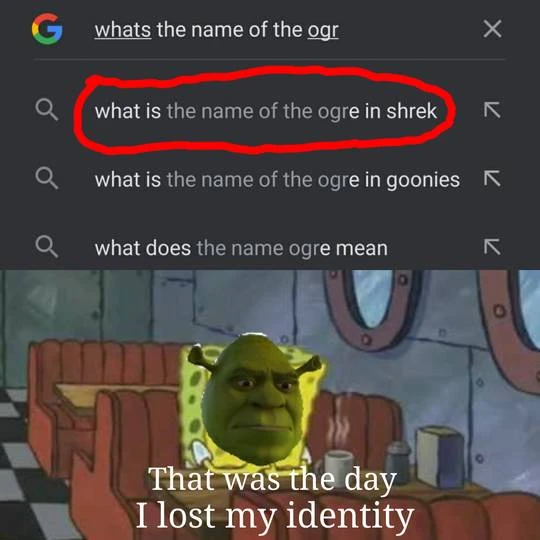 whats the name of the ogr
what is the name of the ogre in shrek
what is the name of the ogre in goonies
what does the name ogre mean
That was the day
I lost my identity